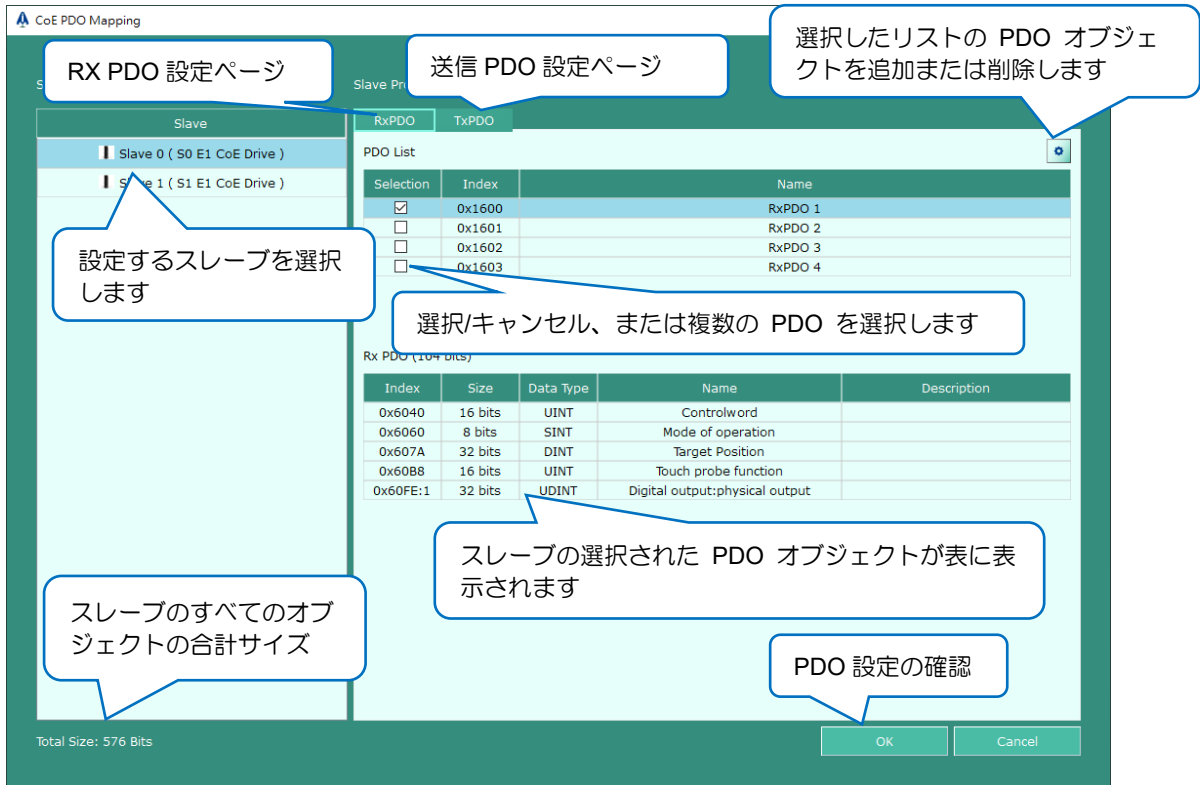 CoE PDO Mapping
選択したリストの PDO オブジェ
クトを追加または削除します
RX PDO 設定ページ
送信 PDO 設定ページ
Slave
RxPDO TxPDO
Slave 0 ( S0 E1 CoE Drive )
Slave 1 ( S1 E1 CoE Drive )
PDO List
Selection Index Name
0x1600 RxPDO 1
0x1601 RxPDO 2
0x1602 RxPDO 3
0x1603 RxPDO 4
設定するスレーブを選択
します
選択/キャンセル、または複数の PDO を選択します
Rx PDO (104 bits)
Index Size Data Type Name Description
0x6040 16 bits UINT Controlword
0x6060 8 bits SINT Mode of operation
0x607A 32 bits DINT Target Position
0x60B8 16 bits UINT Touch probe function
0x60FE:1 32 bits UDINT Digital output:physical output
スレーブの選択された PDO オブジェクトが表に表
示されます
スレーブのすべてのオブ
ジェクトの合計サイズ
PDO 設定の確認
Total Size: 576 Bits
OK Cancel